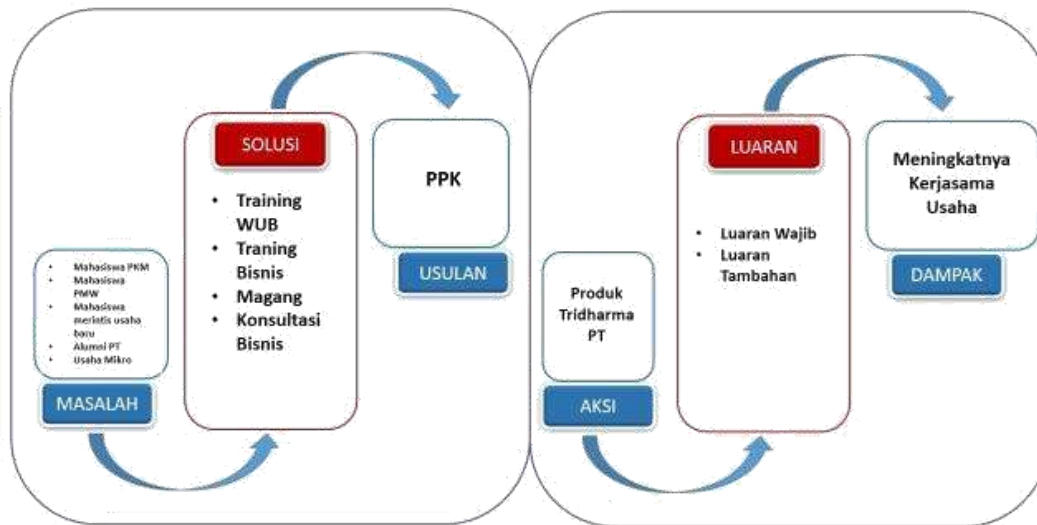 SOLUSI
• Training
WUB
• Traning
Bisnis
• Magang
• Konsultasi
Bisnis
PPK
USULAN
• Mahasiswa PKM
• Mahasiswa
PMW
• Mahasiswa
merintis usaha
baru
• Alumni PT
• Usaha Mikro
MASALAH
LUARAN
• Luaran Wajib
• Luaran
Tambahan
Meningkatnya
Kerjasama
Usaha
DAMPAK
Produk
Tridharma
PT
AKSI